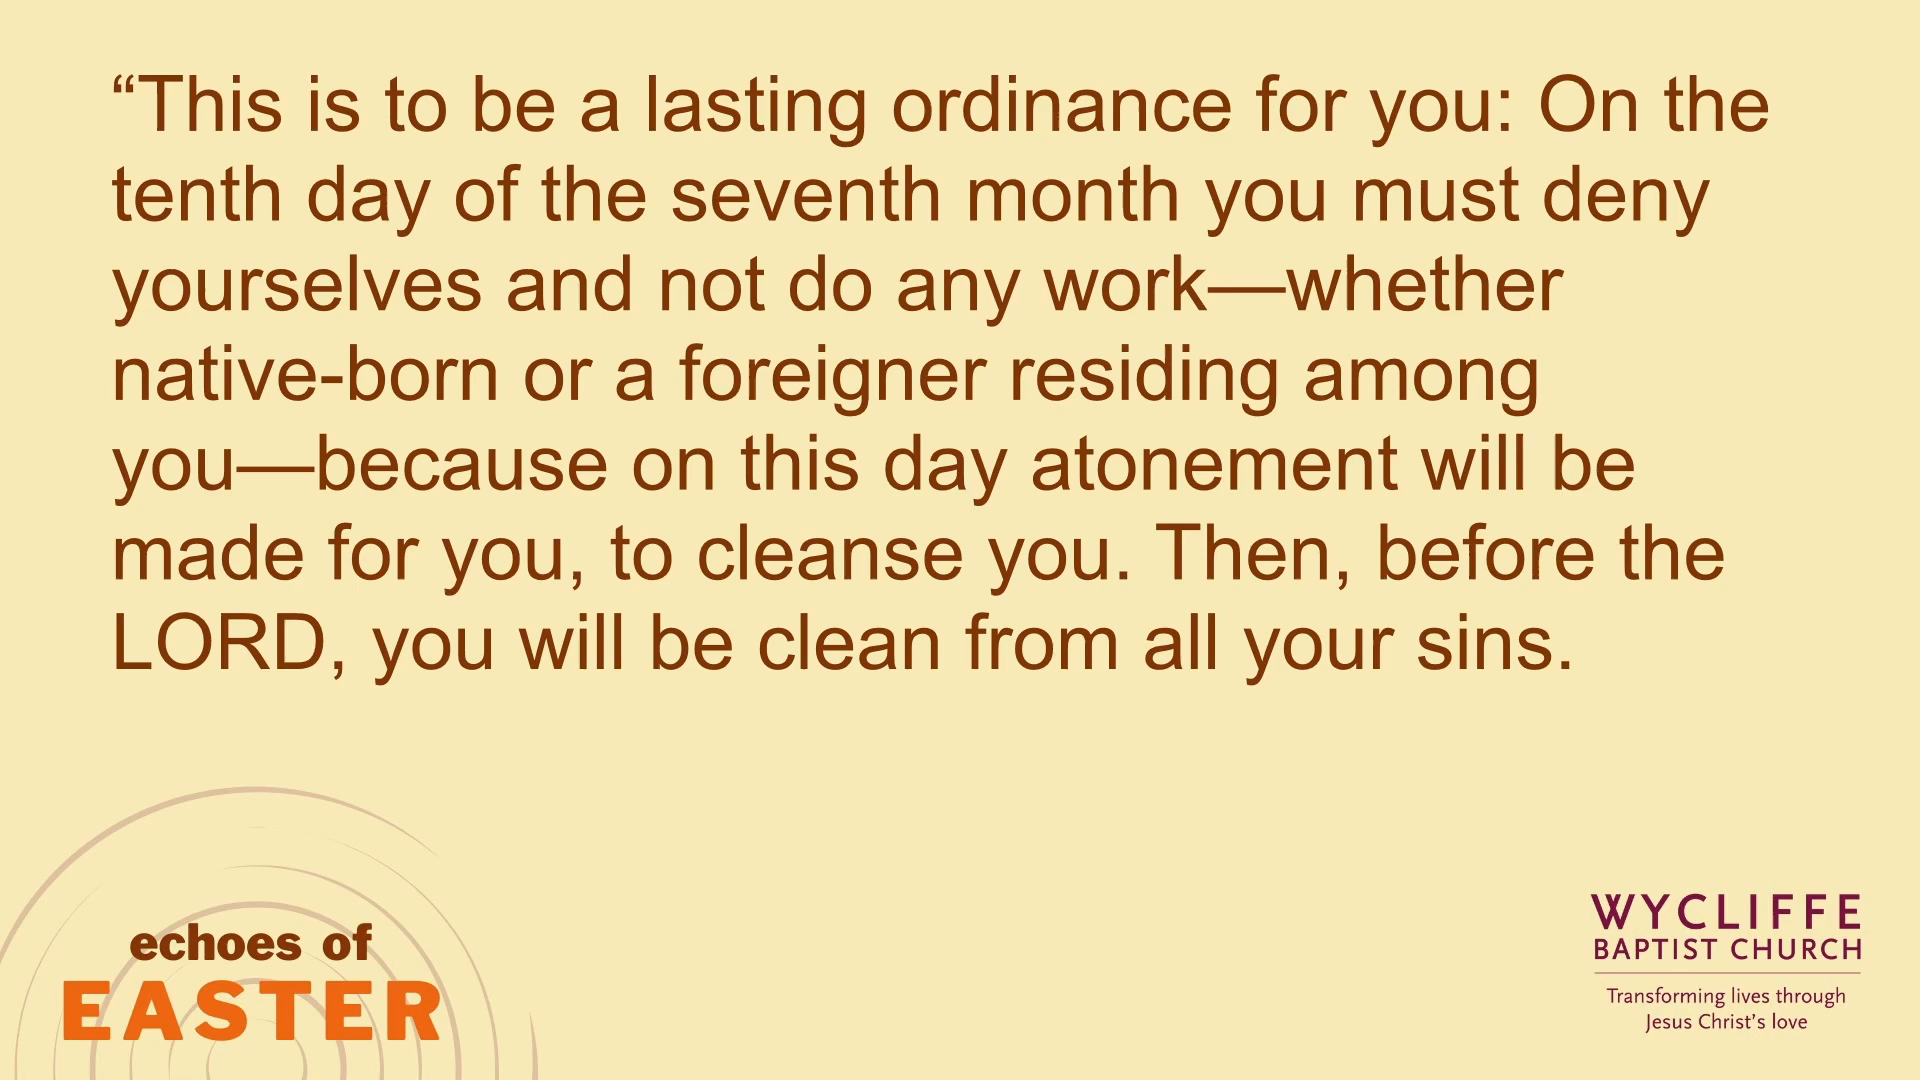 “This is to be a lasting ordinance for you: On the
tenth day of the seventh month you must deny
yourselves and not do any work—whether
native-born or a foreigner residing among
you—because on this day atonement will be
made for you, to cleanse you. Then, before the
LORD, you will be clean from all your sins.
echoes of
EASTER
WYCLIFFE
BAPTIST CHURCH
Transforming lives through
Jesus Christ’s love